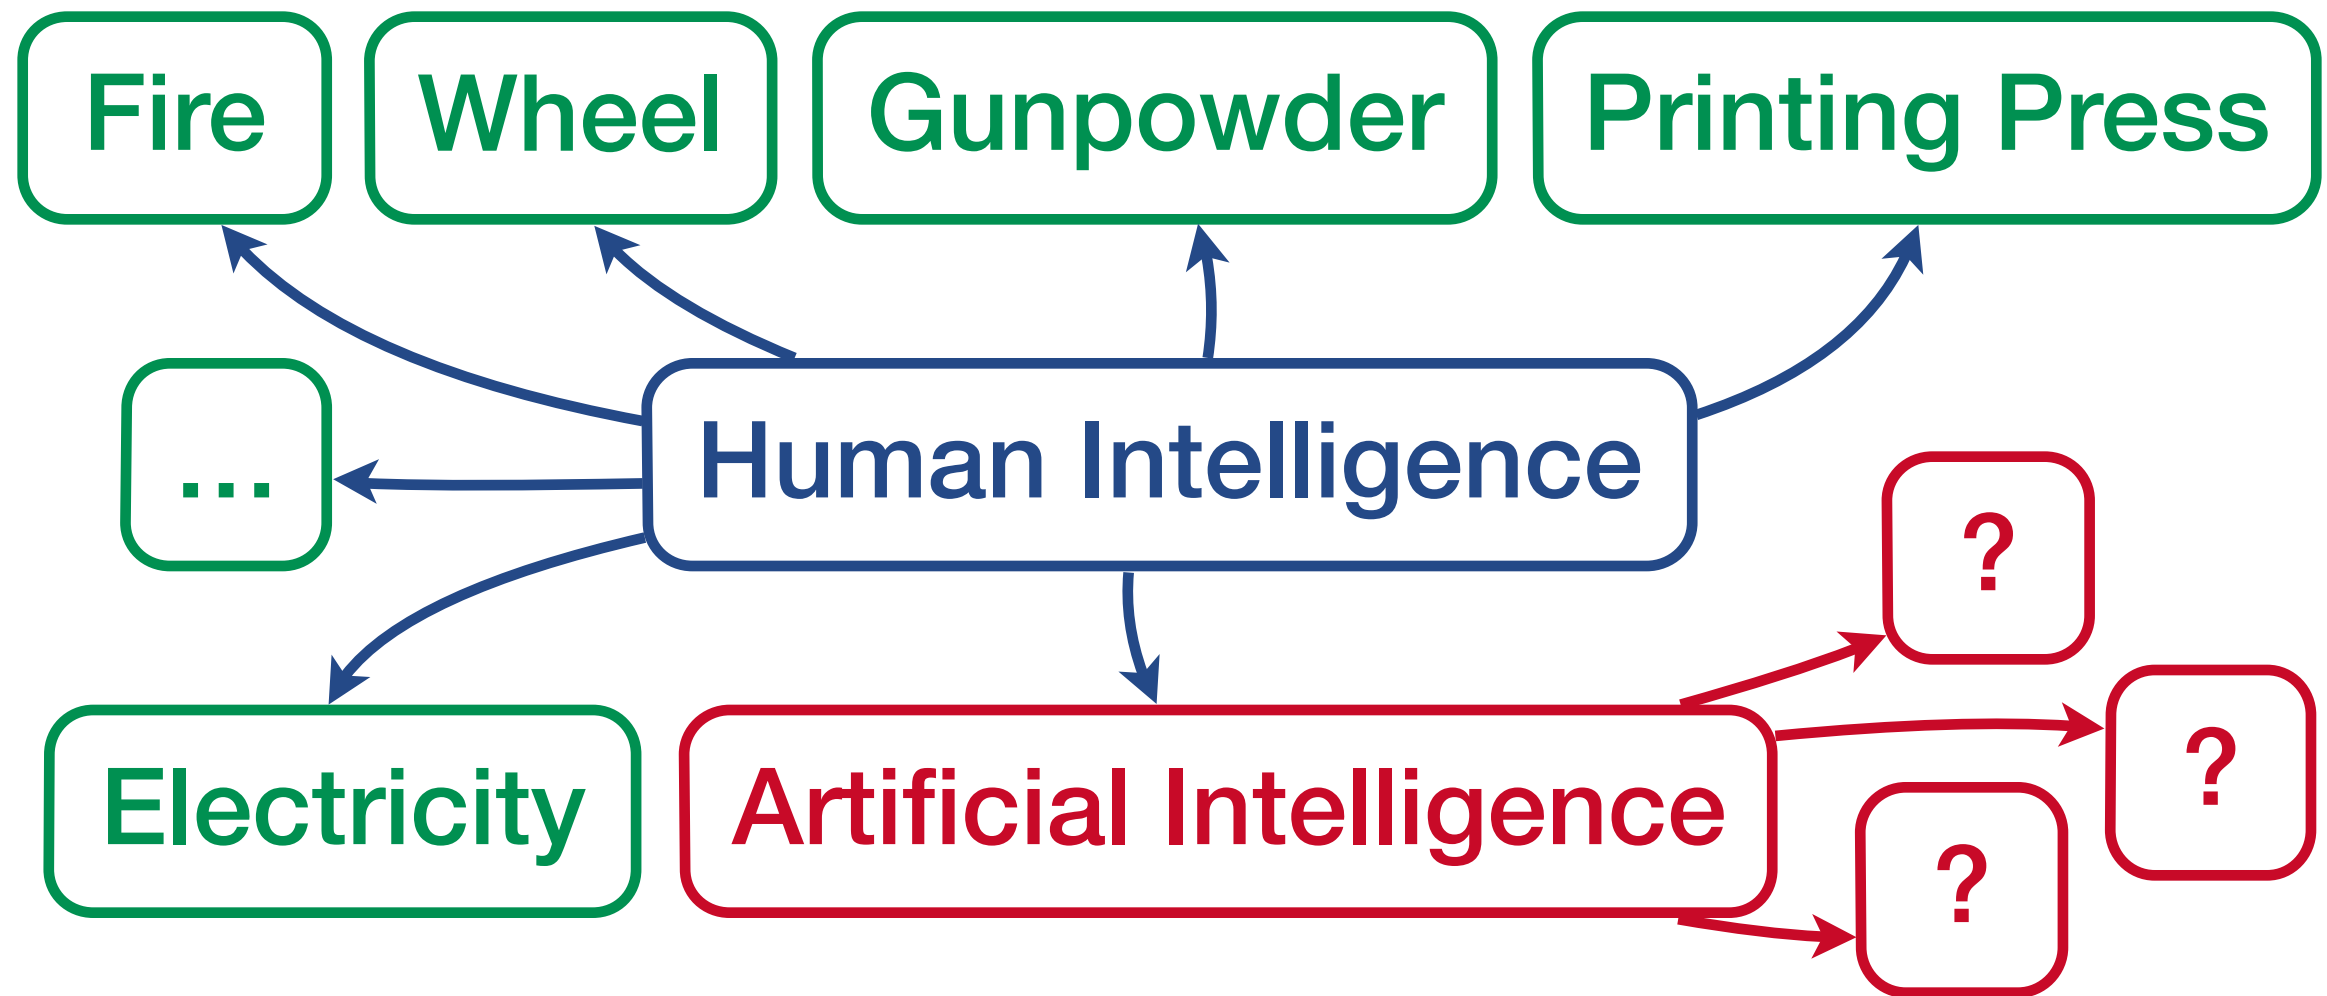 Fire
Wheel
Gunpowder
Printing Press
...
Human Intelligence
?
?
Electricity
Artificial Intelligence
?